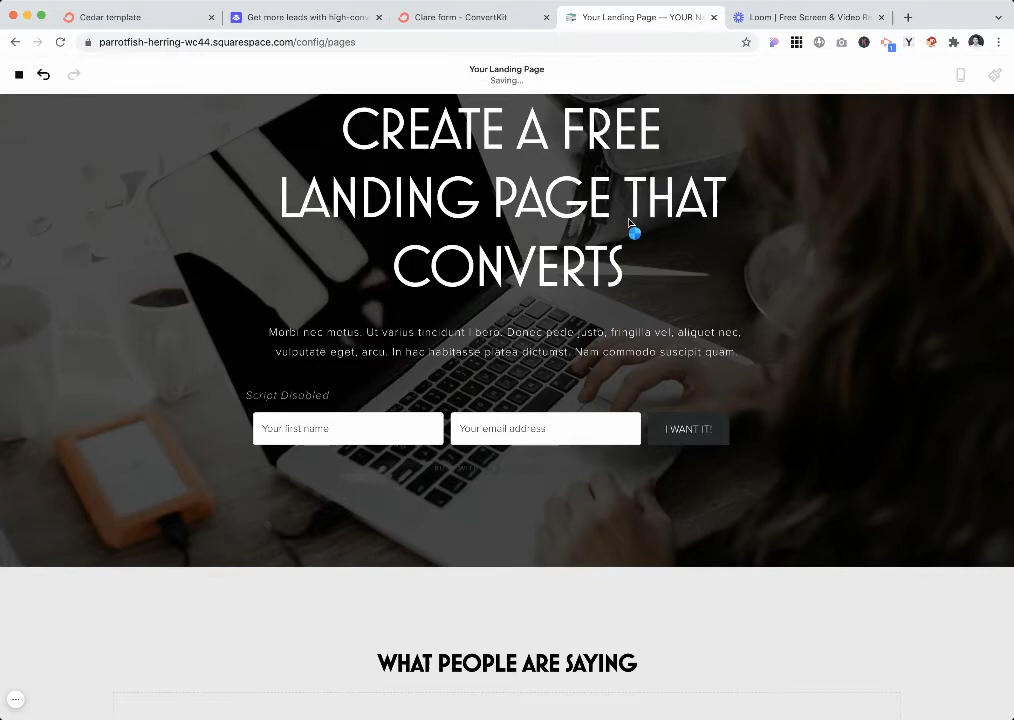 Cedar template
Get more leads with high-conv
Clare form - ConvertKit
Your Landing Page — YOUR NA
Loom | Free Screen & Video Re
parrotfish-herring-wc44.squarespace.com/config/pages
Your Landing Page
Saving...
CREATE A FREE
LANDING PAGE THAT
CONVERTS
Morbi nec metus. Ut varius tincidunt libero. Donec pede justo, fringilla vel, aliquet nec,
vulputate eget, arcu. In hac habitasse platea dictumst. Nam commodo suscipit quam.
Script Disabled
Your first name
Your email address
I WANT IT!
WHAT PEOPLE ARE SAYING